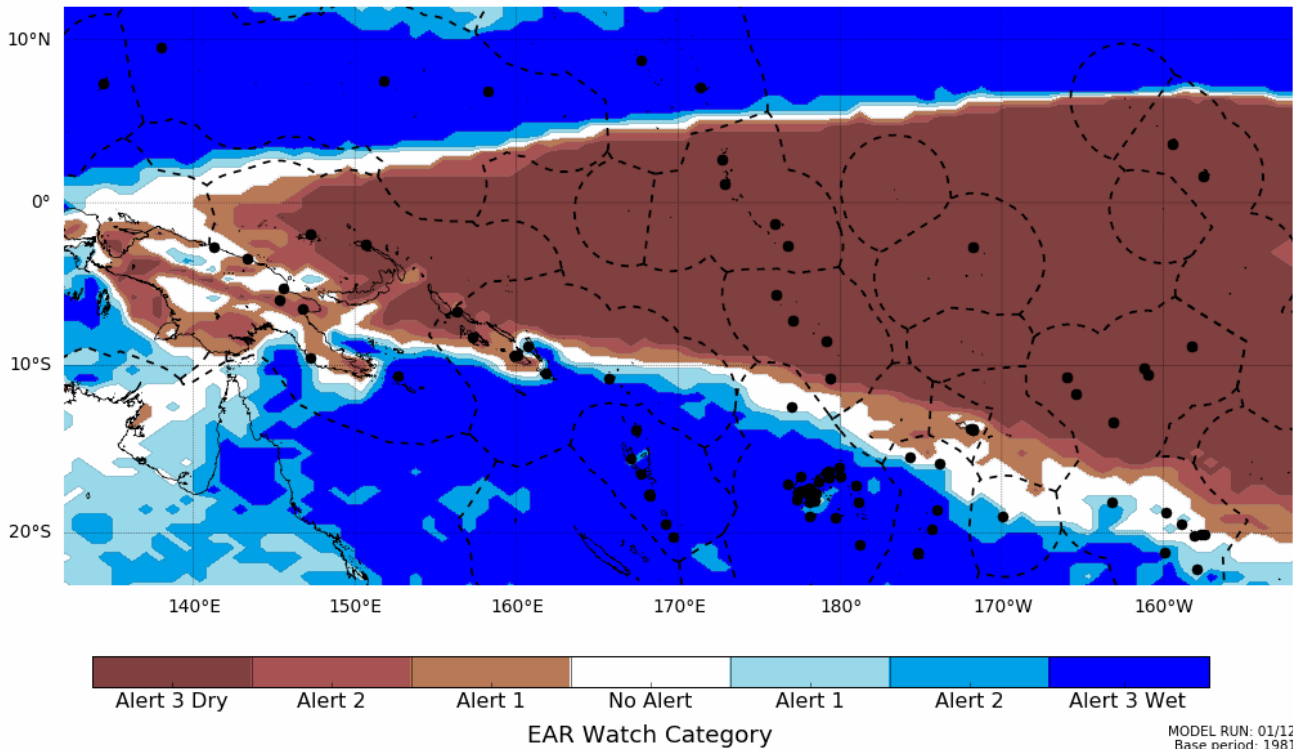 10°N
0°
10°S
20°S
140°E 150°E 160°E 170°E 180° 170°W 160°W
Alert 3 Dry Alert 2 Alert 1 No Alert Alert 1 Alert 2 Alert 3 Wet
EAR Watch Category
MODEL RUN: 01/12
Base period: 1981